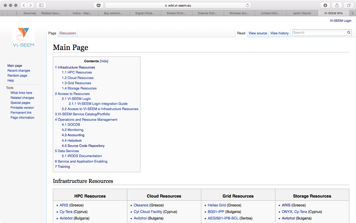 VI-SEEM Login
VI-SEEM
Page Discussion
Read View source View history Search
Main Page
Main page
Recent changes
Random page
Help
Tools
What links here
Related changes
Special pages
Printable version
Permanent link
Page information
Contents [hide]
1 Infrastructure Resources
1.1 HPC Resources
1.2 Cloud Resources
1.3 Grid Resources
1.4 Storage Resources
2 Access to Resources
2.1 VI-SEEM Login
2.1.1 VI-SEEM Login Integration Guide
2.2 Access to VI-SEEM e-Infrastructure resources
3 VI-SEEM Service Catalog/Portfolio
4 Operations and Resource Management
4.1 GOCDB
4.2 Monitoring
4.3 Accounting
4.4 Helpdesk
4.5 Source Code Repository
5 Data Services
5.1 iRODS Documentation
6 Service and Application Enabling
7 Training
Infrastructure Resources
HPC Resources Cloud Resources Grid Resources Storage Resources
ARIS (Greece) Okeanos (Greece) Hellas Grid (Greece) ARIS (Greece)
Cy-Tera (Cyprus) Cyl Cloud Facility (Cyprus) BG01-IPP (Bulgaria) ONYX, Cy-Tera (Cyprus)
Avitohol (Bulgaria) Avitohol (Bulgaria) AEGIS01-IPB-SCL (Serbia) Avitohol (Bulgaria)